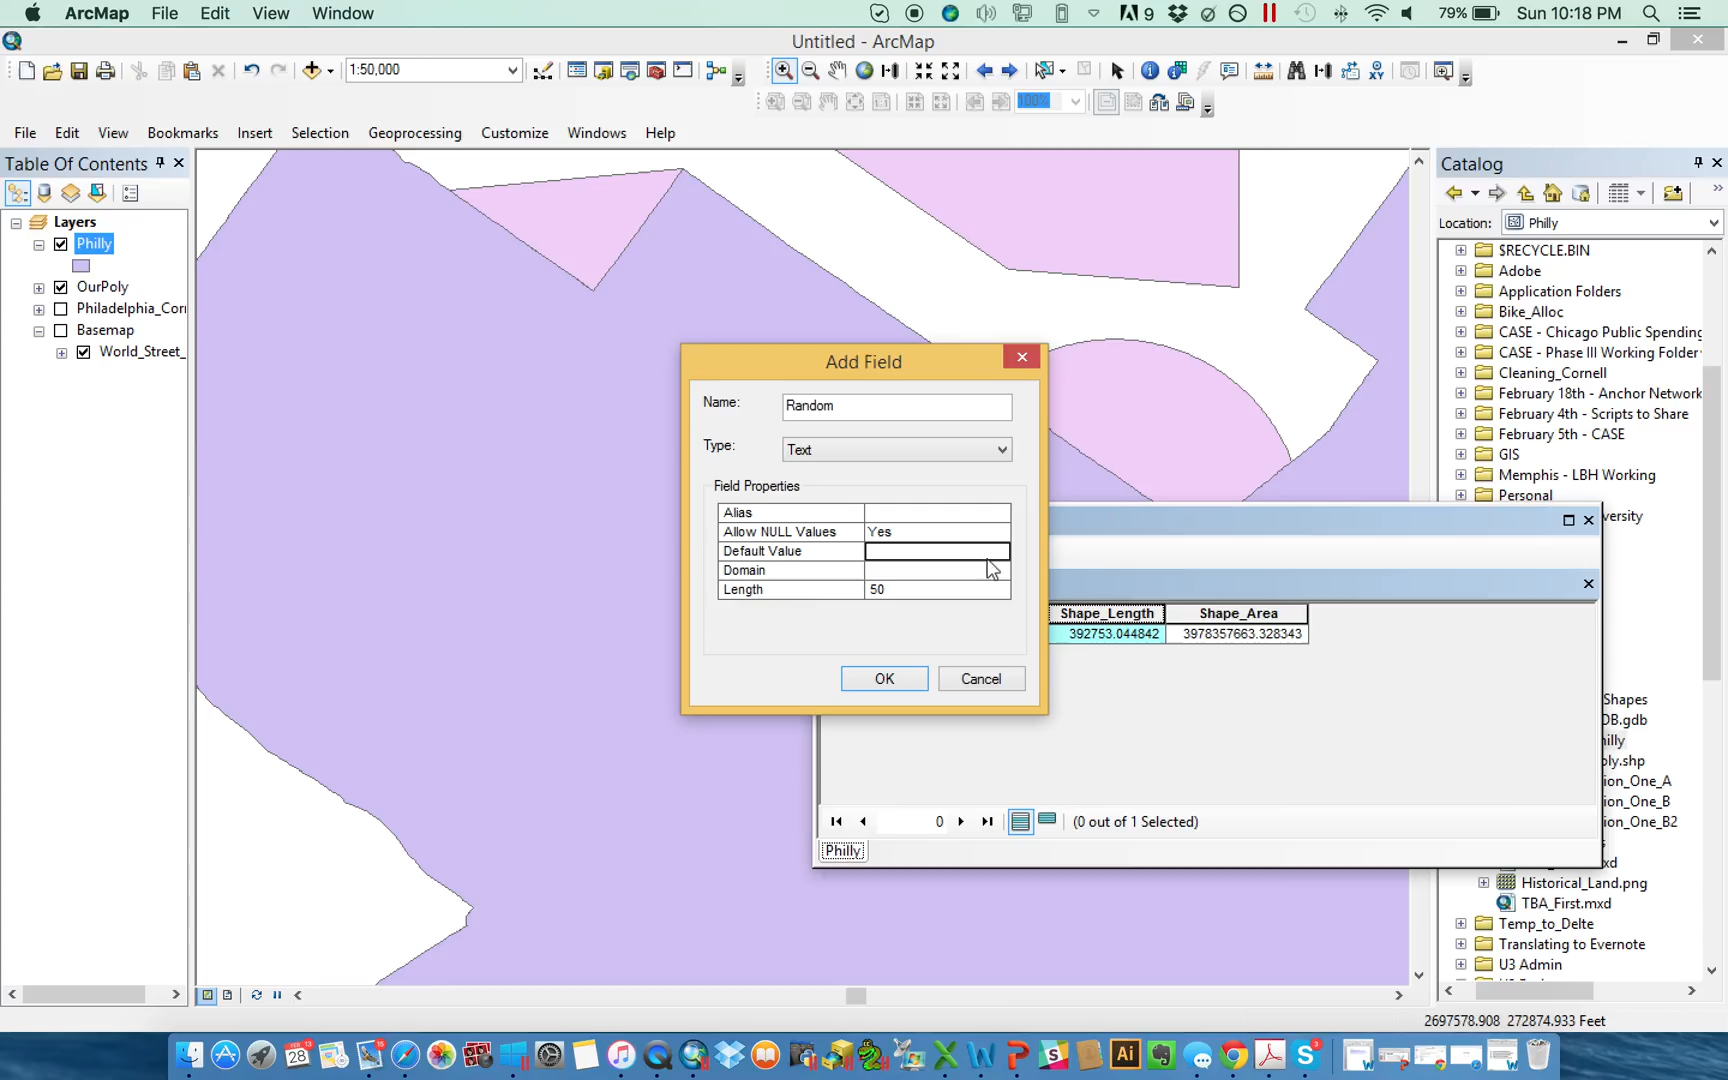 ArcMap File Edit View Window 9 79% Sun 10:18 PM
Untitled - ArcMap
1:50,000
100%
File Edit View Bookmarks Insert Selection Geoprocessing Customize Windows Help
Table Of Contents
Layers
Philly
OurPoly
Philadelphia_Cor
Basemap
World_Street_
Add Field
Name: Random
Type: Text
Field Properties
Alias
Allow NULL Values Yes
Default Value
Domain
Length 50
OK Cancel
Shape_Length Shape_Area
392753.044842 3978357663.328343
0 (0 out of 1 Selected)
Philly
Catalog
Location: Philly
$RECYCLE.BIN
Adobe
Application Folders
Bike_Alloc
CASE - Chicago Public Spending
CASE - Phase III Working Folder
Cleaning_Cornell
February 18th - Anchor Network
February 4th - Scripts to Share
February 5th - CASE
GIS
Memphis - LBH Working
Personal
versity
Shapes
DB.gdb
hilly
oly.shp
ion_One_A
ion_One_B
ion_One_B2
xd
Historical_Land.png
TBA_First.mxd
Temp_to_Delte
Translating to Evernote
U3 Admin
2697578.908 272874.933 Feet